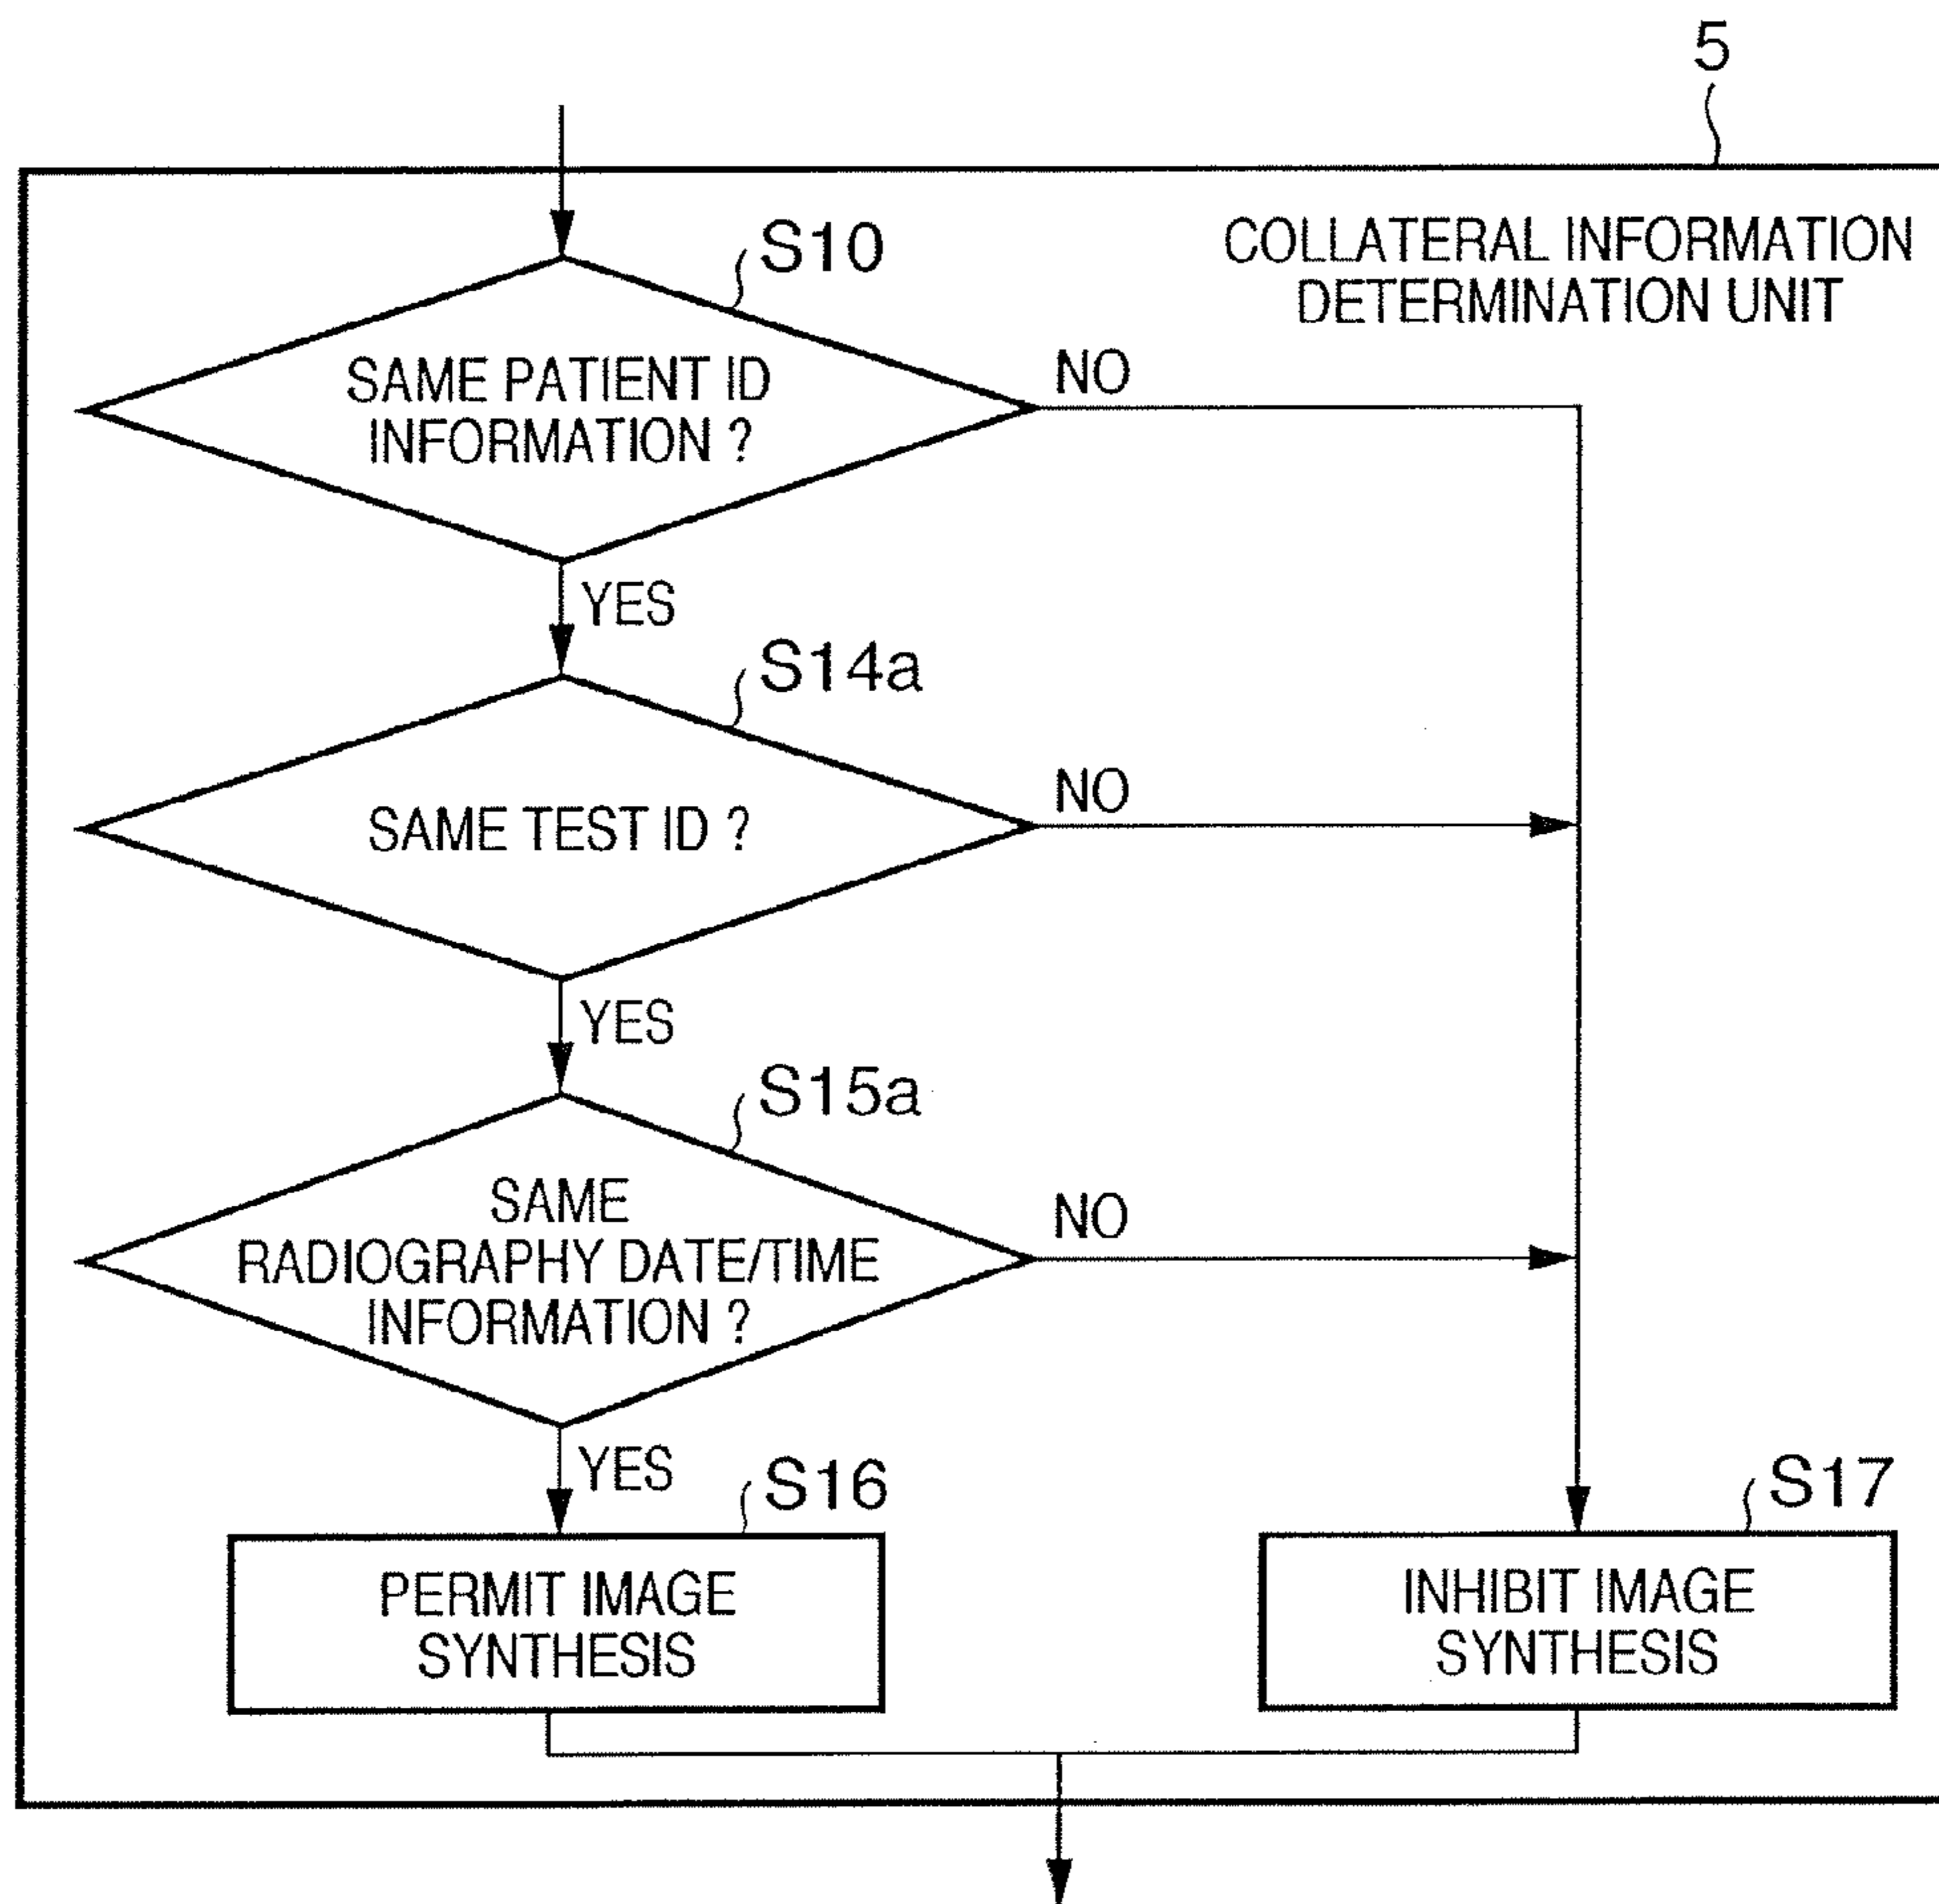 5
COLLATERAL INFORMATION
DETERMINATION UNIT
S10
SAME PATIENT ID
INFORMATION ?
NO
YES
S14a
SAME TEST ID ?
NO
YES
S15a
SAME
RADIOGRAPHY DATE/TIME
INFORMATION ?
NO
YES
S16
PERMIT IMAGE
SYNTHESIS
S17
INHIBIT IMAGE
SYNTHESIS